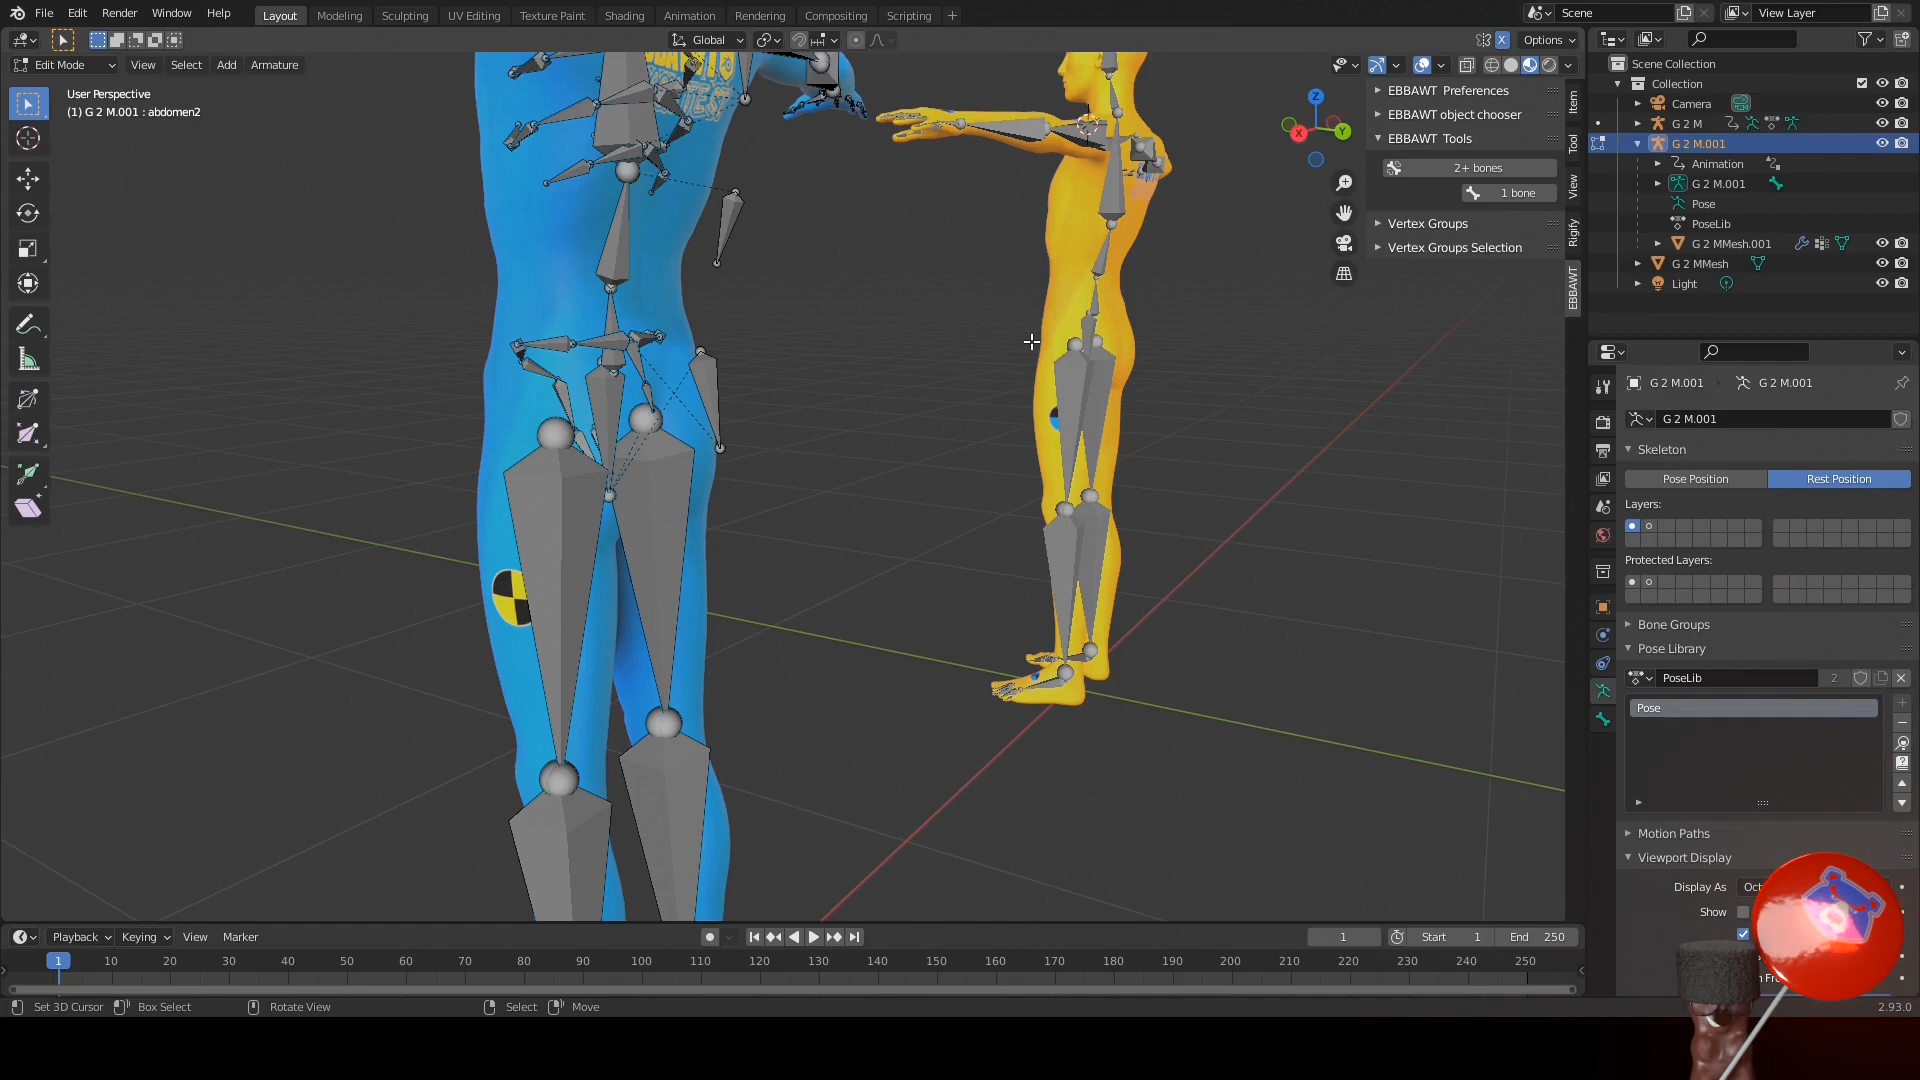 File Edit Render Window Help Layout Modeling Sculpting UV Editing Texture Paint Shading Animation Rendering Compositing Scripting + Scene View Layer
Global Options
Edit Mode View Select Add Armature
User Perspective
(1) G 2 M.001 : abdomen2
Z
X
Y
EBBAWT Preferences
EBBAWT object chooser
EBBAWT Tools
2+ bones
1 bone
Vertex Groups
Vertex Groups Selection
Item
Tool
View
Rigify
EBBAWT
Scene Collection
Collection
Camera
G 2 M
G 2 M.001
Animation
G 2 M.001
Pose
PoseLib
G 2 MMesh.001
G 2 MMesh
Light
G 2 M.001 G 2 M.001
G 2 M.001
Skeleton
Pose Position Rest Position
Layers:
Protected Layers:
Bone Groups
Pose Library
PoseLib 2
Pose
Motion Paths
Viewport Display
Display As Oct
Show
Playback Keying View Marker 1 Start 1 End 250
1 10 20 30 40 50 60 70 80 90 100 110 120 130 140 150 160 170 180 190 200 210 220 230 240 250
Set 3D Cursor Box Select Rotate View Select Move 2.93.0